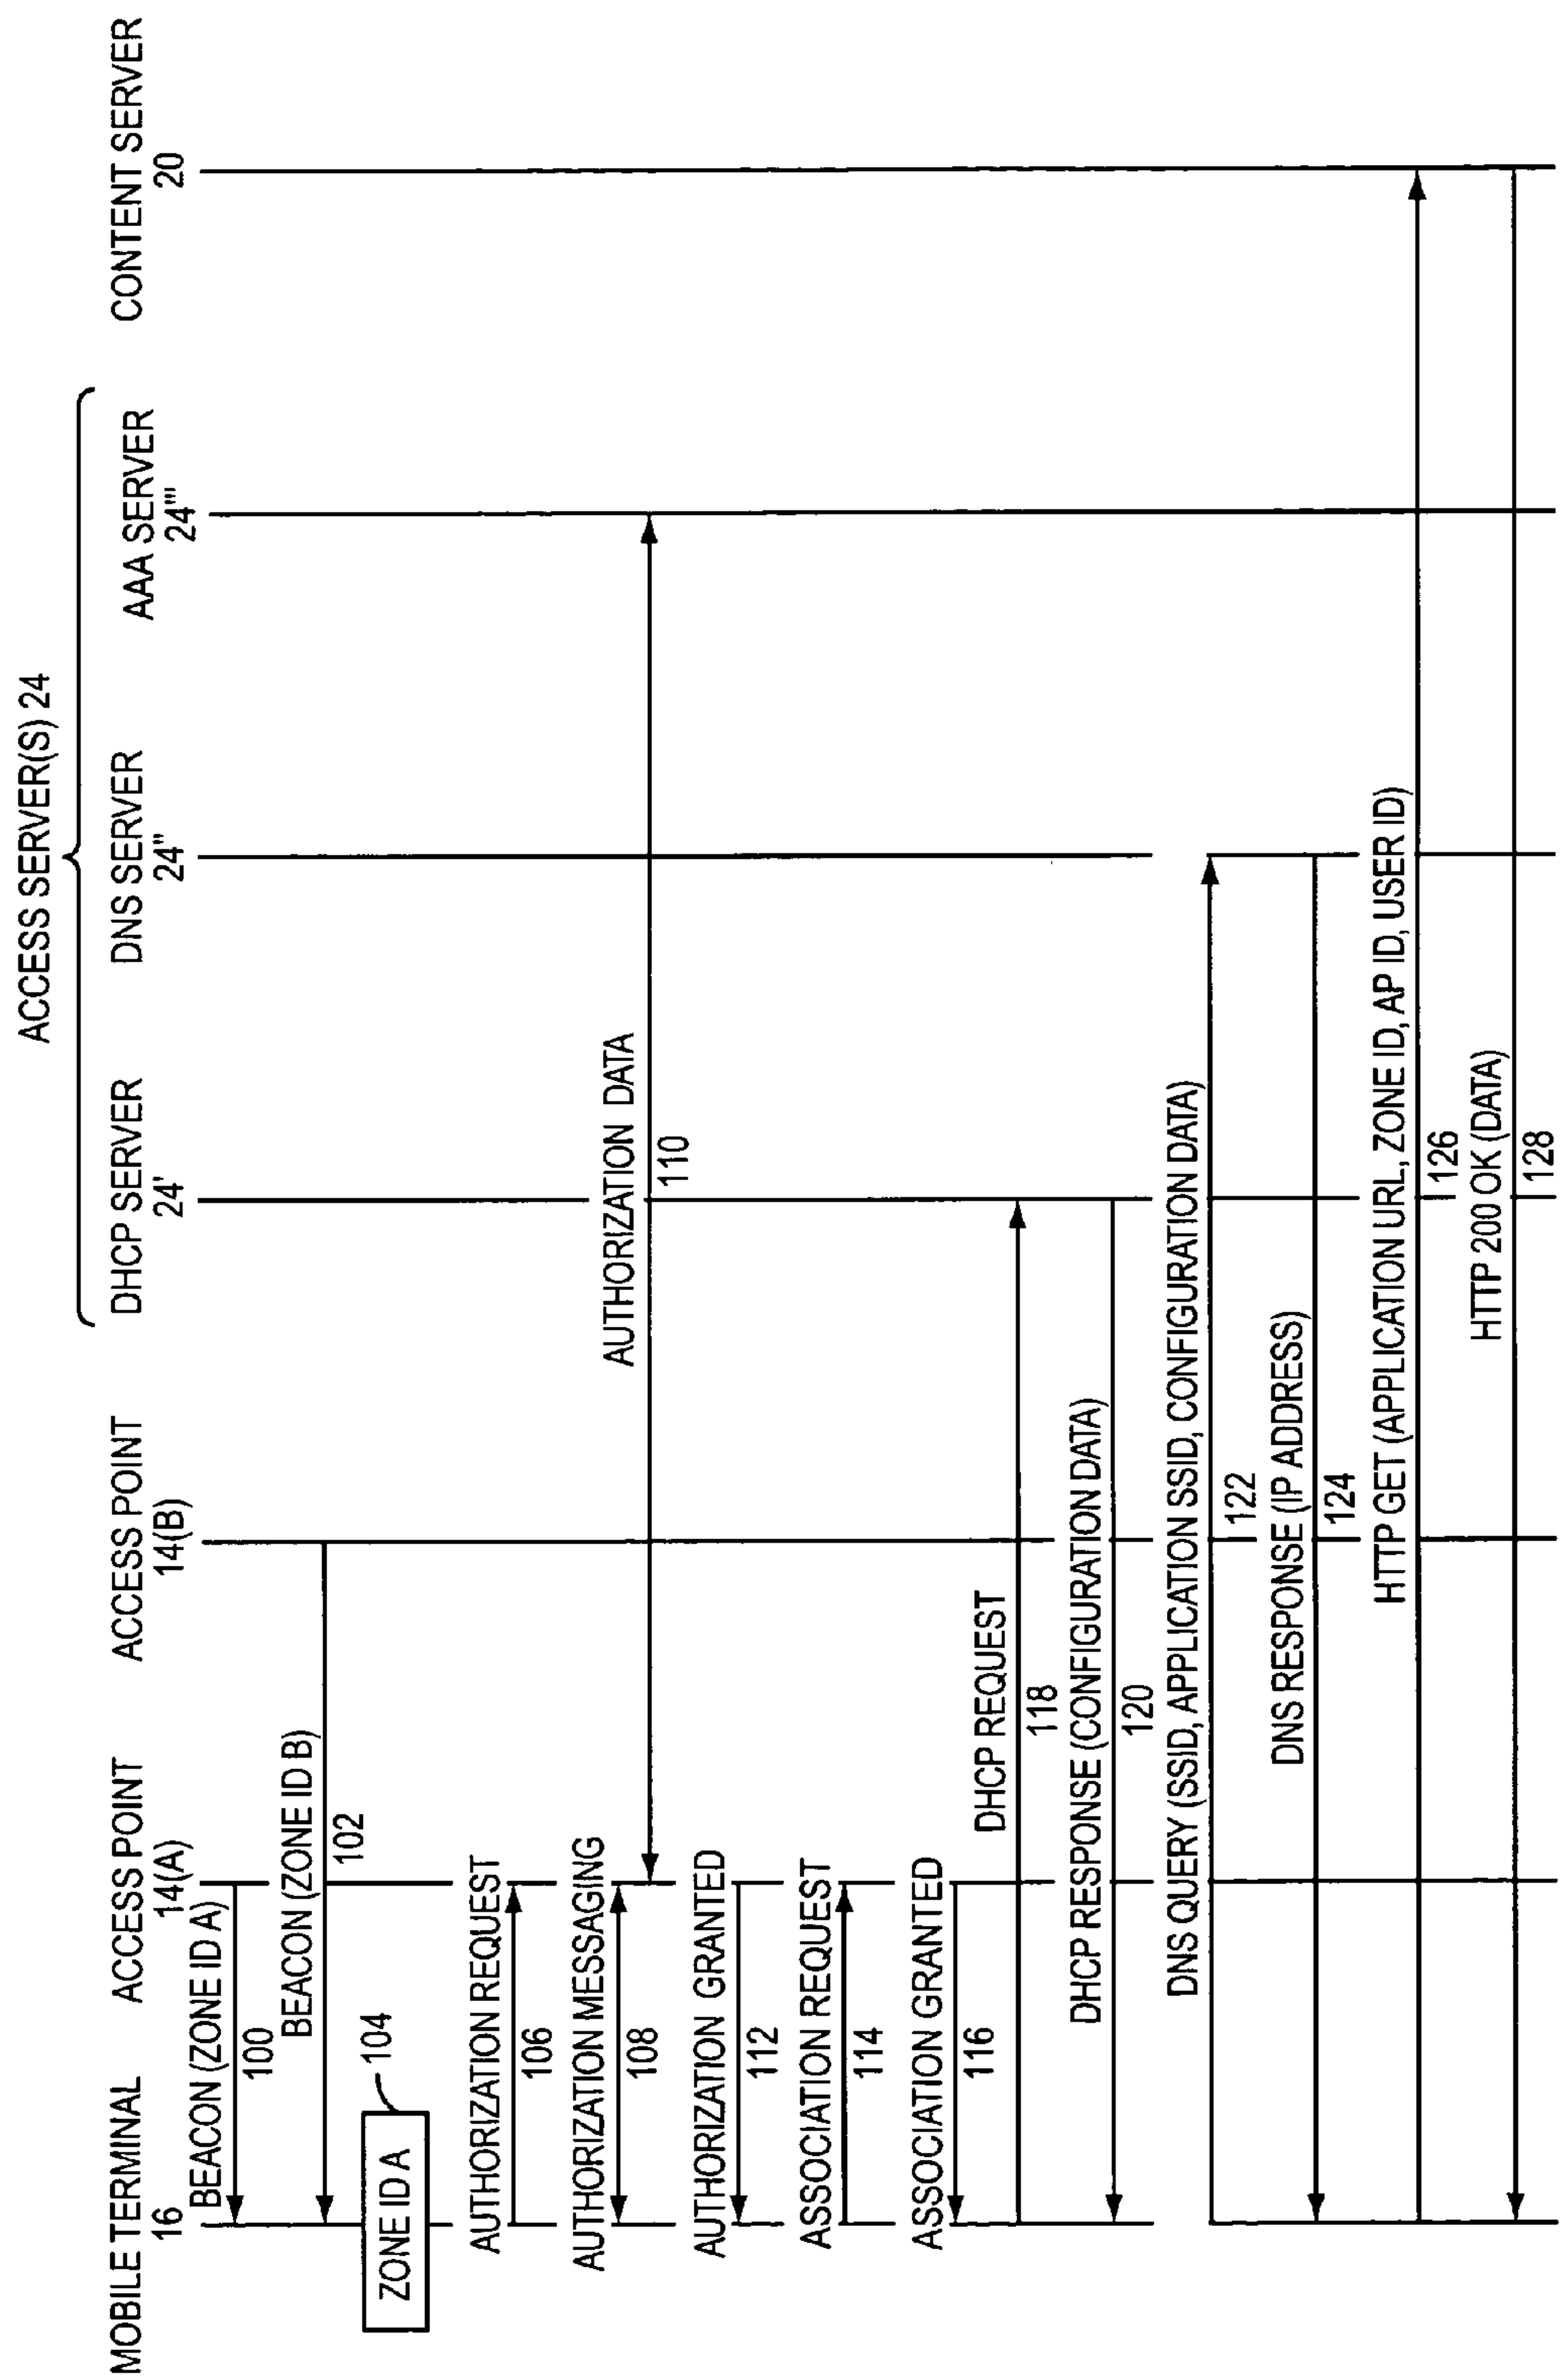 ACCESS SERVER(S) 24
MOBILE TERMINAL
16
ACCESS POINT
14(A)
ACCESS POINT
14(B)
DHCP SERVER
24'
DNS SERVER
24"
AAA SERVER
24'''
CONTENT SERVER
20
BEACON (ZONE ID A)
100
BEACON (ZONE ID B)
102
ZONE ID A
104
AUTHORIZATION REQUEST
106
AUTHORIZATION MESSAGING
108
AUTHORIZATION DATA
110
AUTHORIZATION GRANTED
112
ASSOCIATION REQUEST
114
ASSOCIATION GRANTED
116
DHCP REQUEST
118
DHCP RESPONSE (CONFIGURATION DATA)
120
DNS QUERY (SSID, APPLICATION SSID, CONFIGURATION DATA)
122
DNS RESPONSE (IP ADDRESS)
124
HTTP GET (APPLICATION URL, ZONE ID, AP ID, USER ID)
126
HTTP 200 OK (DATA)
128